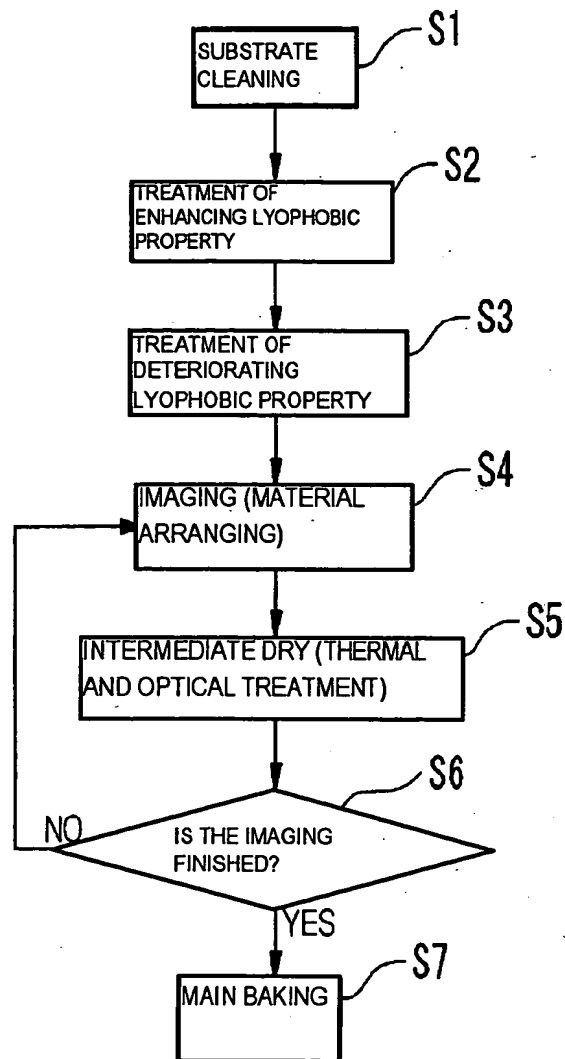 S1
SUBSTRATE
CLEANING
S2
TREATMENT OF
ENHANCING LYOPHOBIC
PROPERTY
S3
TREATMENT OF
DETERIORATING
LYOPHOBIC PROPERTY
S4
IMAGING (MATERIAL
ARRANGING)
S5
INTERMEDIATE DRY (THERMAL
AND OPTICAL TREATMENT)
S6
NO
IS THE IMAGING
FINISHED?
YES
S7
MAIN BAKING